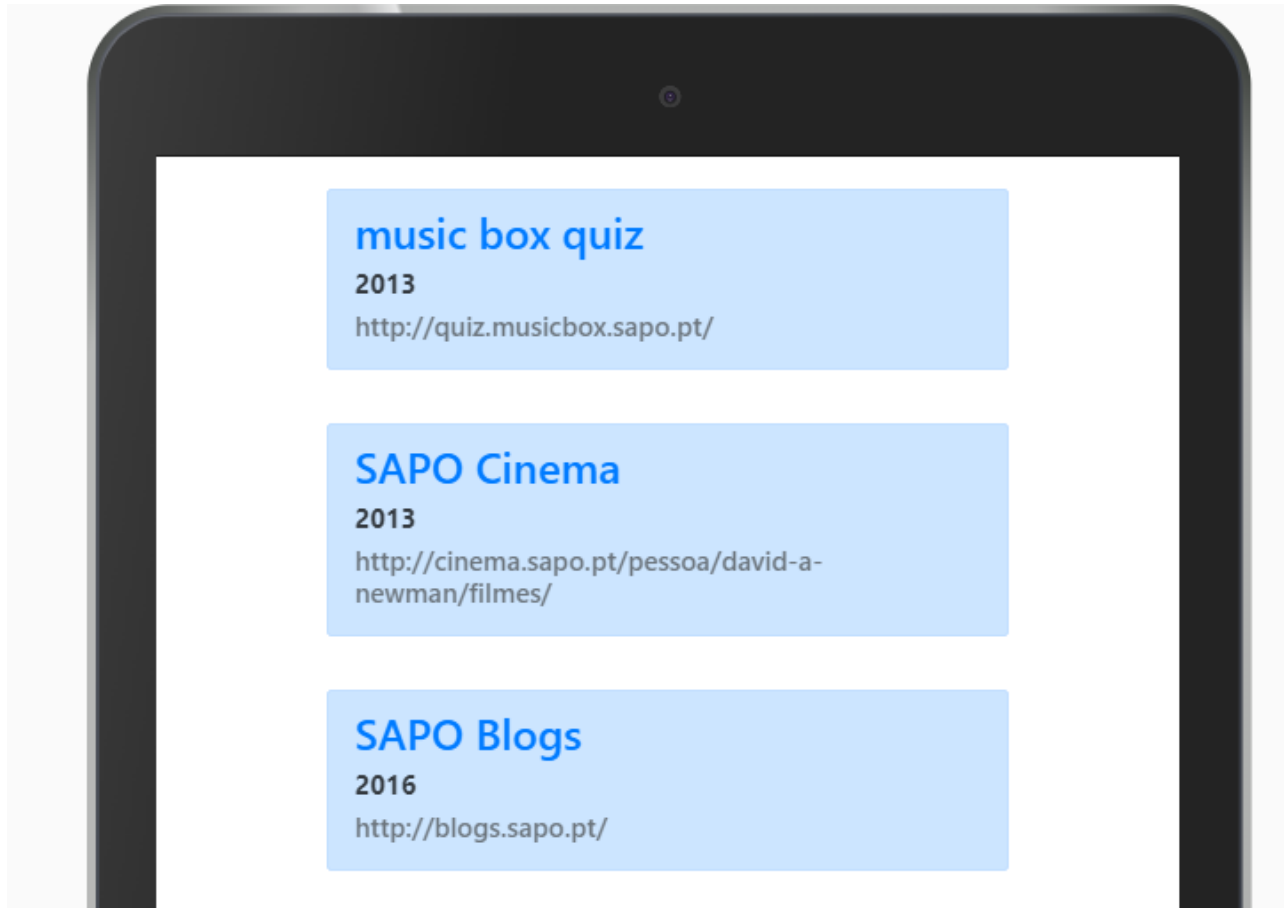 music box quiz
2013
http://quiz.musicbox.sapo.pt/
SAPO Cinema
2013
http://cinema.sapo.pt/pessoa/david-a-
newman/filmes/
SAPO Blogs
2016
http://blogs.sapo.pt/